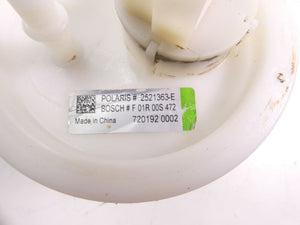 POLARIS # 2521363-E
BOSCH # F 01R 00S 472
Made in China
720192 0002